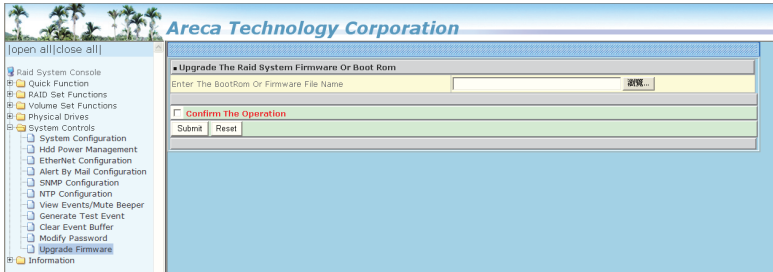 Areca Technology Corporation
|open all|close all|
Raid System Console
Quick Function
RAID Set Functions
Volume Set Functions
Physical Drives
System Controls
System Configuration
Hdd Power Management
EtherNet Configuration
Alert By Mail Configuration
SNMP Configuration
NTP Configuration
View Events/Mute Beeper
Generate Test Event
Clear Event Buffer
Modify Password
Upgrade Firmware
Information
Upgrade The Raid System Firmware Or Boot Rom
Enter The BootRom Or Firmware File Name
瀏覽...
Confirm The Operation
Submit Reset